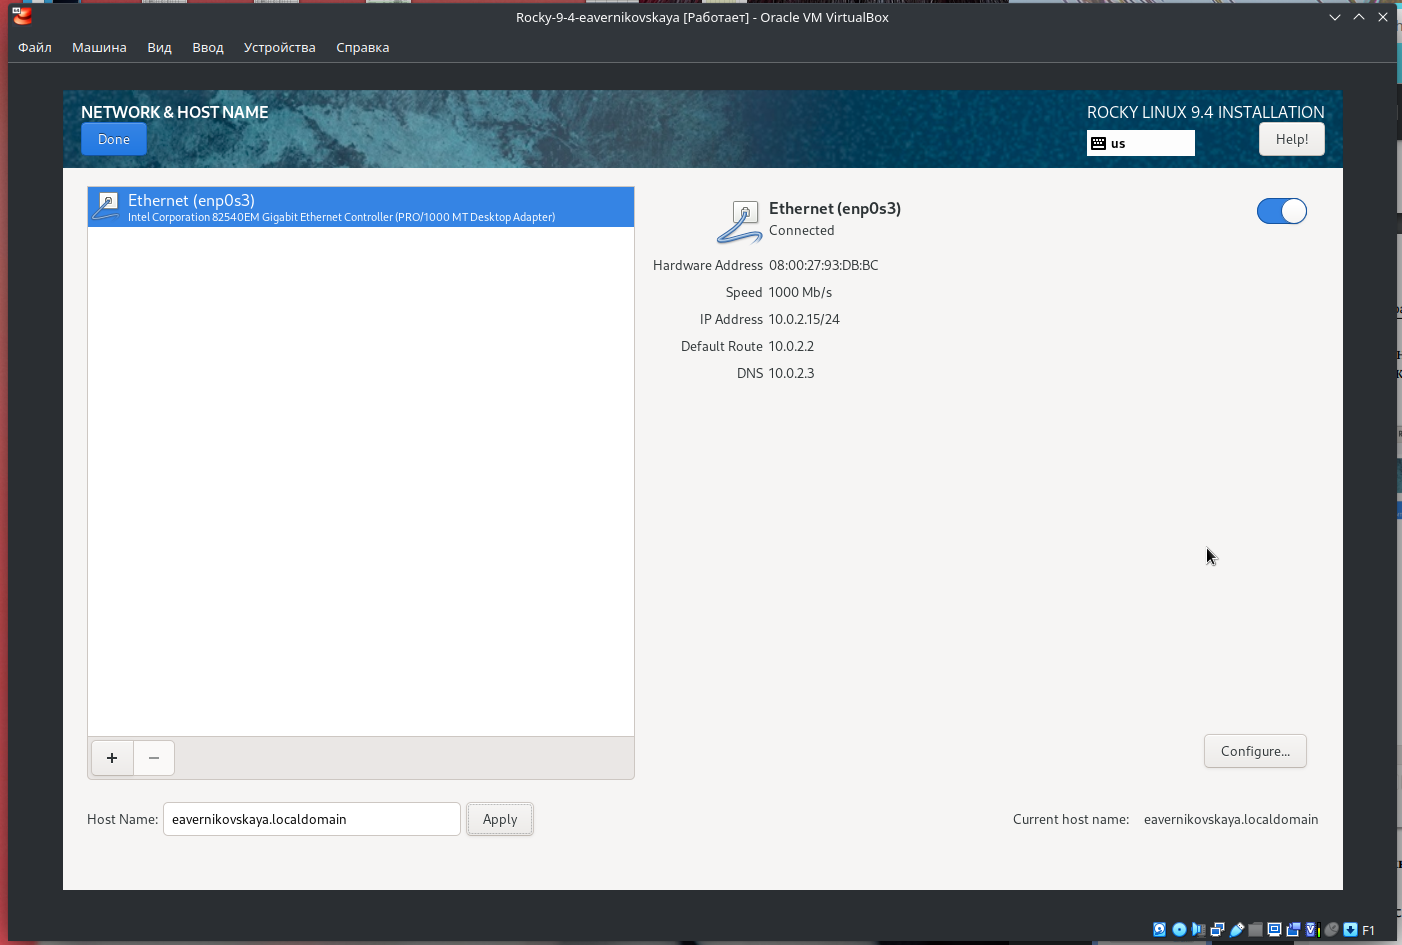 Rocky-9-4-eavernikovskaya [Работает] - Oracle VM VirtualBox
Файл Машина Вид Ввод Устройства Справка
NETWORK & HOST NAME
ROCKY LINUX 9.4 INSTALLATION
Done
us
Help!
Ethernet (enp0s3)
Intel Corporation 82540EM Gigabit Ethernet Controller (PRO/1000 MT Desktop Adapter)
Ethernet (enp0s3)
Connected
Hardware Address 08:00:27:93:DB:BC
Speed 1000 Mb/s
IP Address 10.0.2.15/24
Default Route 10.0.2.2
DNS 10.0.2.3
+ −
Configure...
Host Name: eavernikovskaya.localdomain Apply
Current host name: eavernikovskaya.localdomain
F1